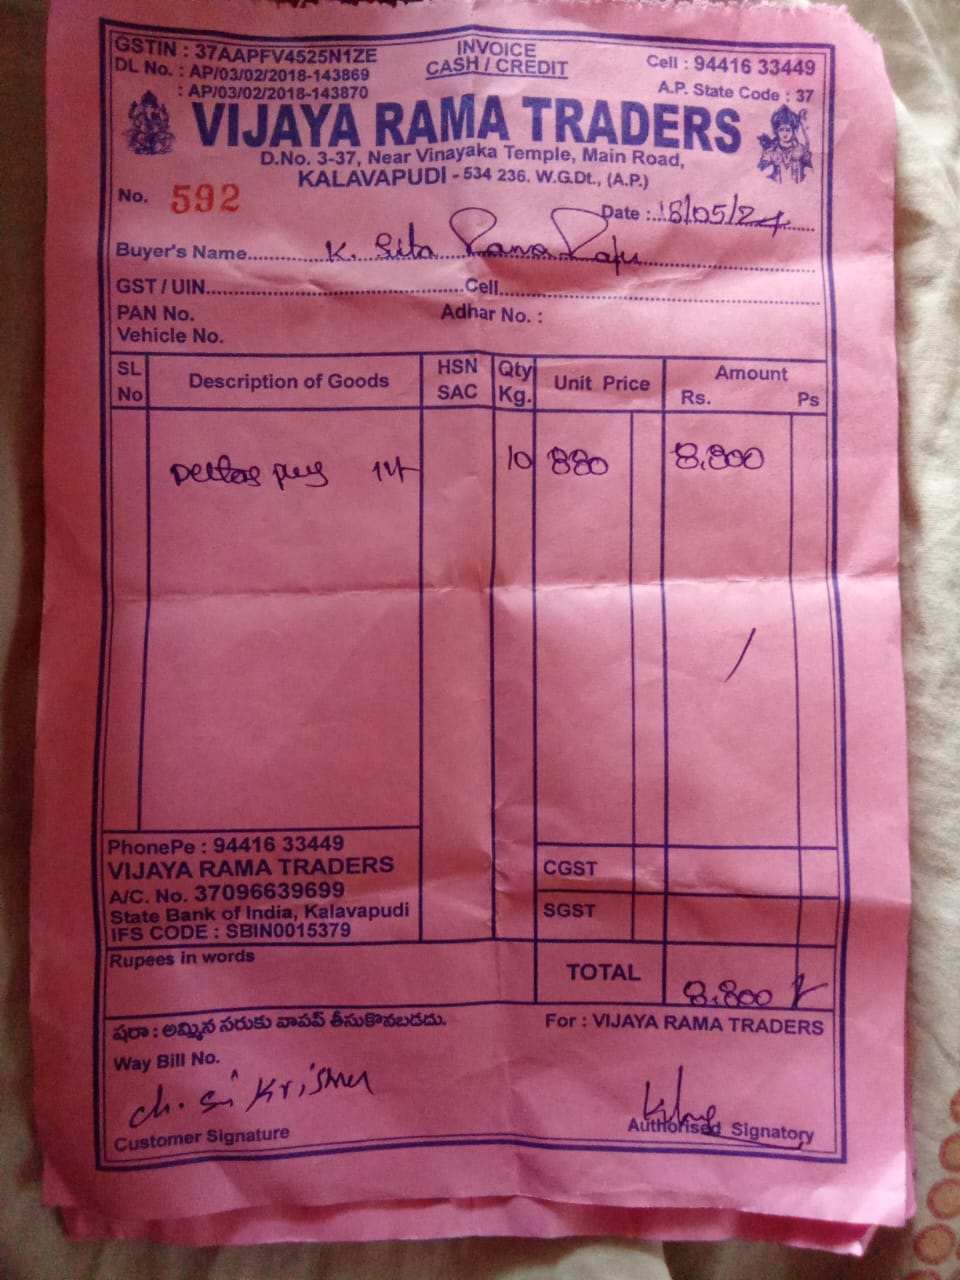 GSTIN : 37AAPFV4525N1ZE
INVOICE
Cell : 94416 33449
DL No. : AP/03/02/2018-143869
CASH / CREDIT
: AP/03/02/2018-143870
A.P. State Code : 37
VIJAYA RAMA TRADERS
D.No. 3-37, Near Vinayaka Temple, Main Road,
KALAVAPUDI - 534 236. W.G.Dt., (A.P.)
No. 592
Date : 18/05/24
Buyer's Name K. Sita Rama Raju
GST / UIN Cell
PAN No. Adhar No. :
Vehicle No.
SL No Description of Goods HSN SAC Qty Kg. Unit Price Amount Rs. Ps
10 880 8,800
PhonePe : 94416 33449
VIJAYA RAMA TRADERS
A/C. No. 37096639699
State Bank of India, Kalavapudi
IFS CODE : SBIN0015379
CGST
SGST
Rupees in words
TOTAL 8,800
షరా : అమ్మిన సరుకు వాపప్ తీసుకొనబడదు.
For : VIJAYA RAMA TRADERS
Way Bill No.
Customer Signature
Authorised Signatory